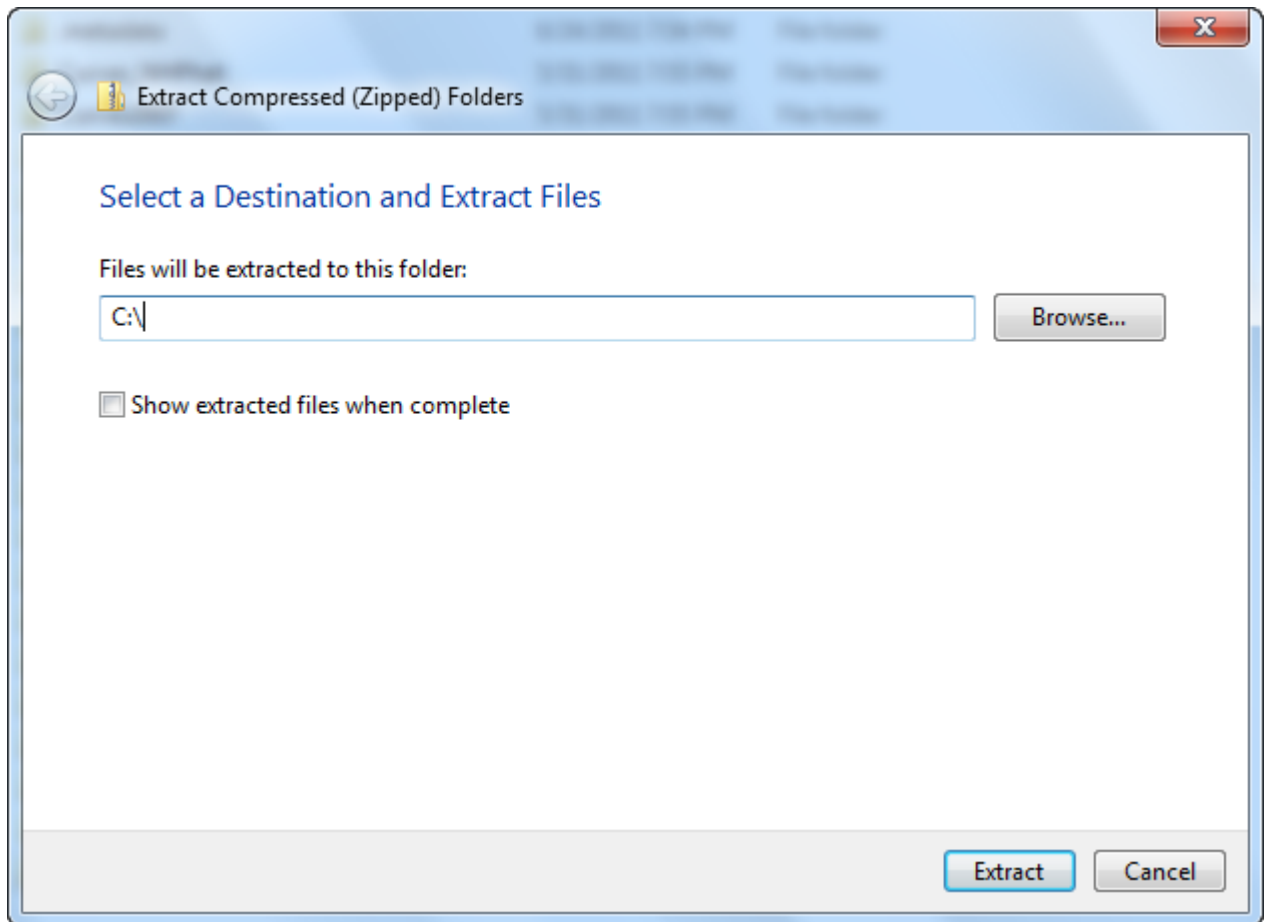 Extract Compressed (Zipped) Folders
Select a Destination and Extract Files
Files will be extracted to this folder:
C:\
Browse...
Show extracted files when complete
Extract
Cancel